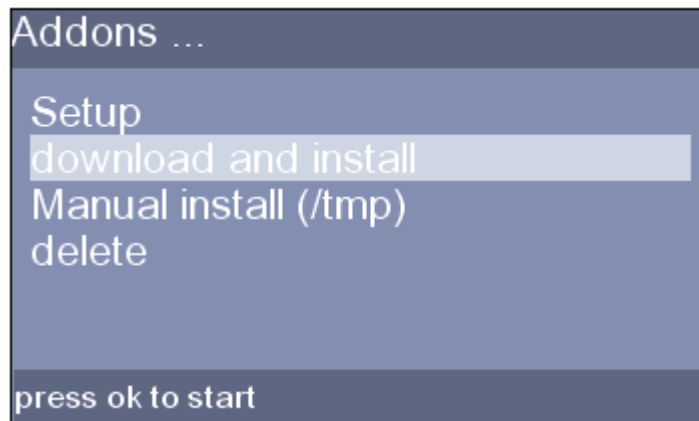 Addons ...
Setup
download and install
Manual install (/tmp)
delete
press ok to start